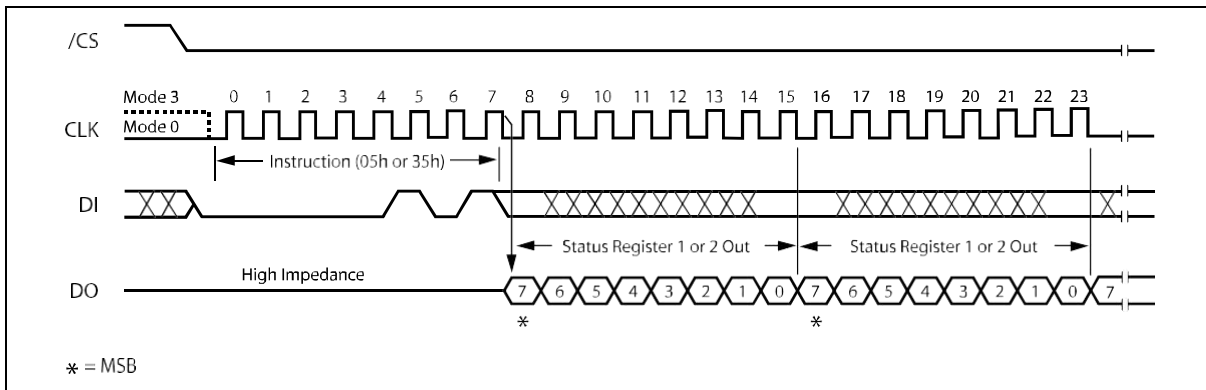 /CS
Mode 3
0 1 2 3 4 5 6 7 8 9 10 11 12 13 14 15 16 17 18 19 20 21 22 23
CLK
Mode 0
Instruction (05h or 35h)
DI
Status Register 1 or 2 Out
Status Register 1 or 2 Out
High Impedance
DO
7 6 5 4 3 2 1 0 7 6 5 4 3 2 1 0 7
* *
* = MSB